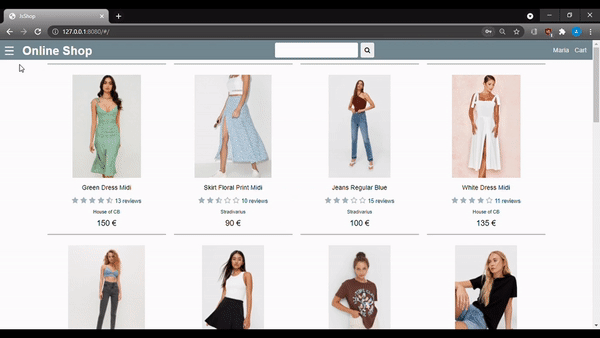 JsShop
127.0.0.1:8080/#/
Online Shop
Maria Cart
Green Dress Midi
13 reviews
House of CB
150 €
Skirt Floral Print Midi
10 reviews
Stradivarius
90 €
Jeans Regular Blue
15 reviews
Stradivarius
100 €
White Dress Midi
11 reviews
House of CB
135 €